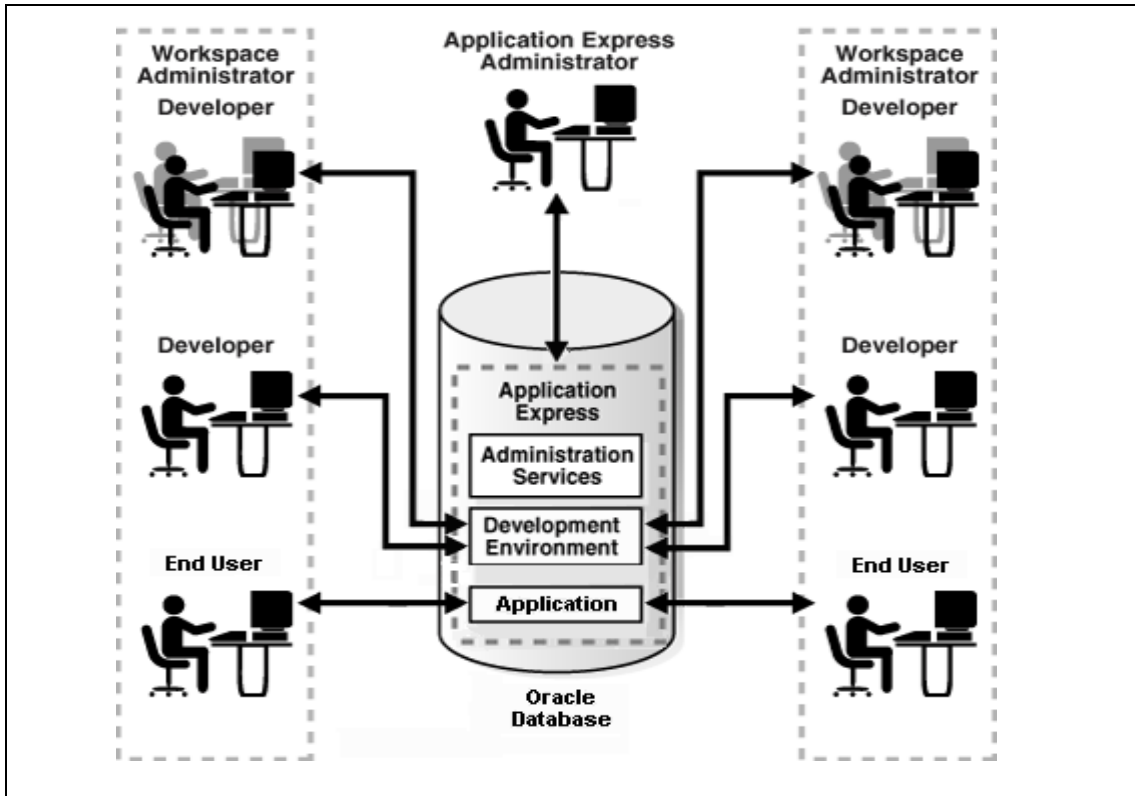 Workspace
Administrator
Developer
Application Express
Administrator
Workspace
Administrator
Developer
Developer
Developer
Application
Express
Administration
Services
Development
Environment
End User
End User
Application
Oracle
Database